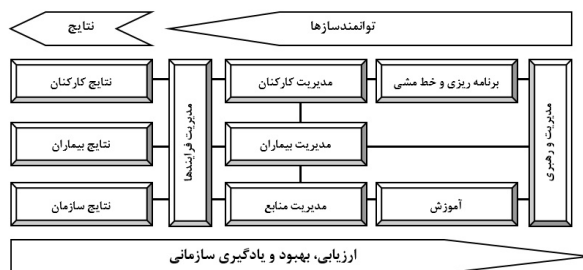 توانمندسازها
نتایج
مدیریت و رهبری
برنامه ریزی و خط مشی
مدیریت کارکنان
مدیریت فرایندها
نتایج کارکنان
مدیریت بیماران
نتایج بیماران
آموزش
مدیریت منابع
نتایج سازمان
ارزیابی، بهبود و یادگیری سازمانی